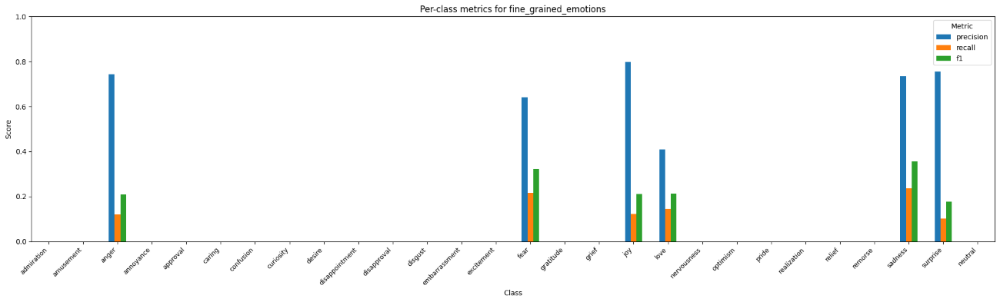 Per-class metrics for fine_grained_emotions
1.0
0.8
0.6
0.4
0.2
0.0
Score
Metric
precision
recall
f1
admiration
amusement
anger
annoyance
approval
caring
confusion
curiosity
desire
disappointment
disapproval
disgust
embarrassment
excitement
fear
gratitude
grief
joy
love
nervousness
optimism
pride
realization
relief
remorse
sadness
surprise
neutral
Class